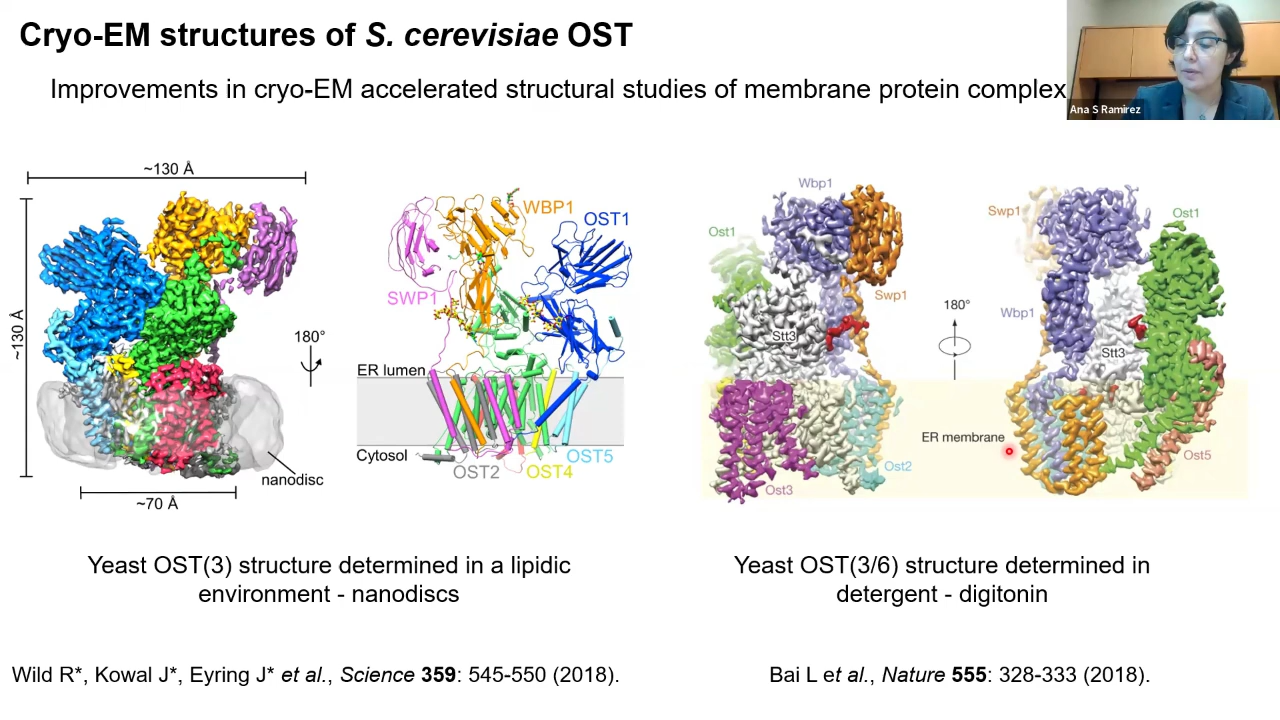 Cryo-EM structures of S. cerevisiae OST
Improvements in cryo-EM accelerated structural studies of membrane protein complex
Ana S Ramirez
~130 Å
~130 Å
180°
nanodisc
~70 Å
WBP1
OST1
SWP1
ER lumen
Cytosol
OST2
OST4
OST5
Wbp1
Ost1
Swp1
Stt3
Ost3
Ost2
180°
ER membrane
Swp1
Ost1
Wbp1
Stt3
Ost5
Yeast OST(3) structure determined in a lipidic
environment - nanodiscs
Yeast OST(3/6) structure determined in
detergent - digitonin
Wild R*, Kowal J*, Eyring J* et al., Science 359: 545-550 (2018).
Bai L et al., Nature 555: 328-333 (2018).